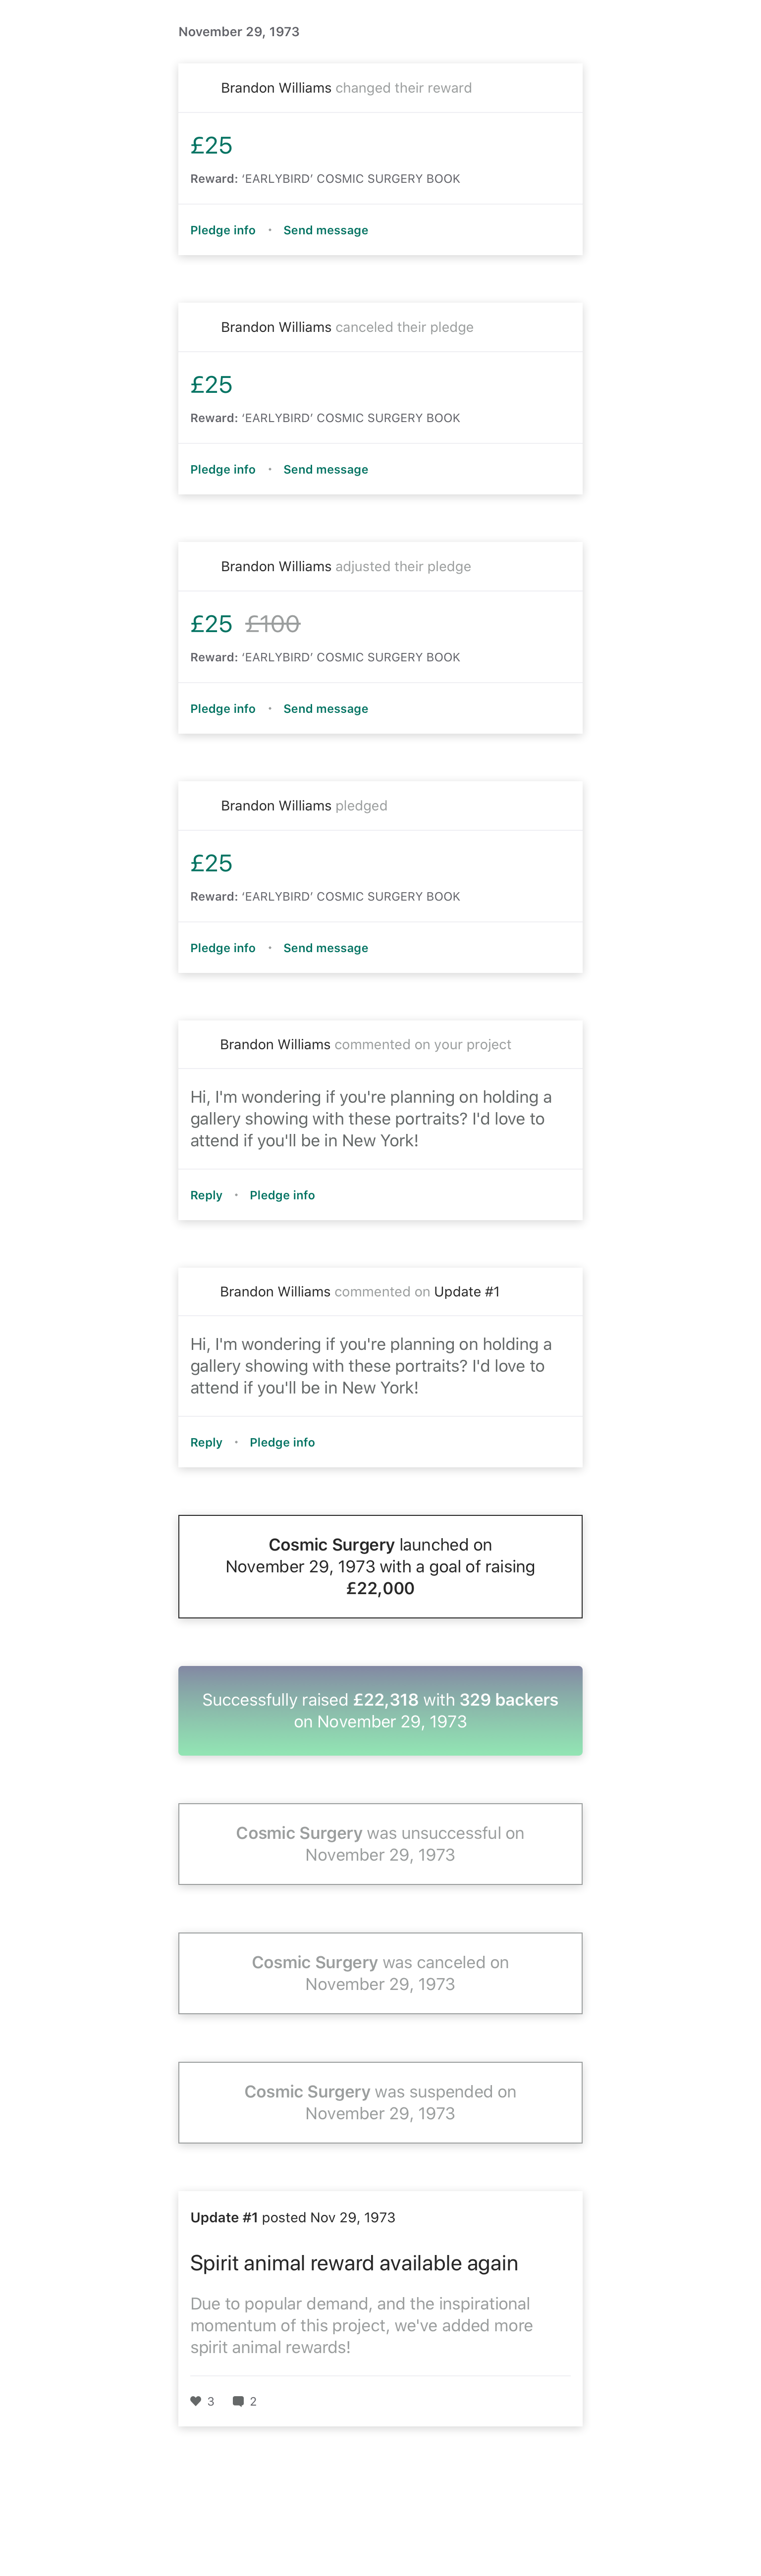 November 29, 1973
Brandon Williams changed their reward
£25
Reward: ‘EARLYBIRD’ COSMIC SURGERY BOOK
Pledge info • Send message
Brandon Williams canceled their pledge
£25
Reward: ‘EARLYBIRD’ COSMIC SURGERY BOOK
Pledge info • Send message
Brandon Williams adjusted their pledge
£25 £100
Reward: ‘EARLYBIRD’ COSMIC SURGERY BOOK
Pledge info • Send message
Brandon Williams pledged
£25
Reward: ‘EARLYBIRD’ COSMIC SURGERY BOOK
Pledge info • Send message
Brandon Williams commented on your project
Hi, I'm wondering if you're planning on holding a
gallery showing with these portraits? I'd love to
attend if you'll be in New York!
Reply • Pledge info
Brandon Williams commented on Update #1
Hi, I'm wondering if you're planning on holding a
gallery showing with these portraits? I'd love to
attend if you'll be in New York!
Reply • Pledge info
Cosmic Surgery launched on
November 29, 1973 with a goal of raising
£22,000
Successfully raised £22,318 with 329 backers
on November 29, 1973
Cosmic Surgery was unsuccessful on
November 29, 1973
Cosmic Surgery was canceled on
November 29, 1973
Cosmic Surgery was suspended on
November 29, 1973
Update #1 posted Nov 29, 1973
Spirit animal reward available again
Due to popular demand, and the inspirational
momentum of this project, we've added more
spirit animal rewards!
3 2